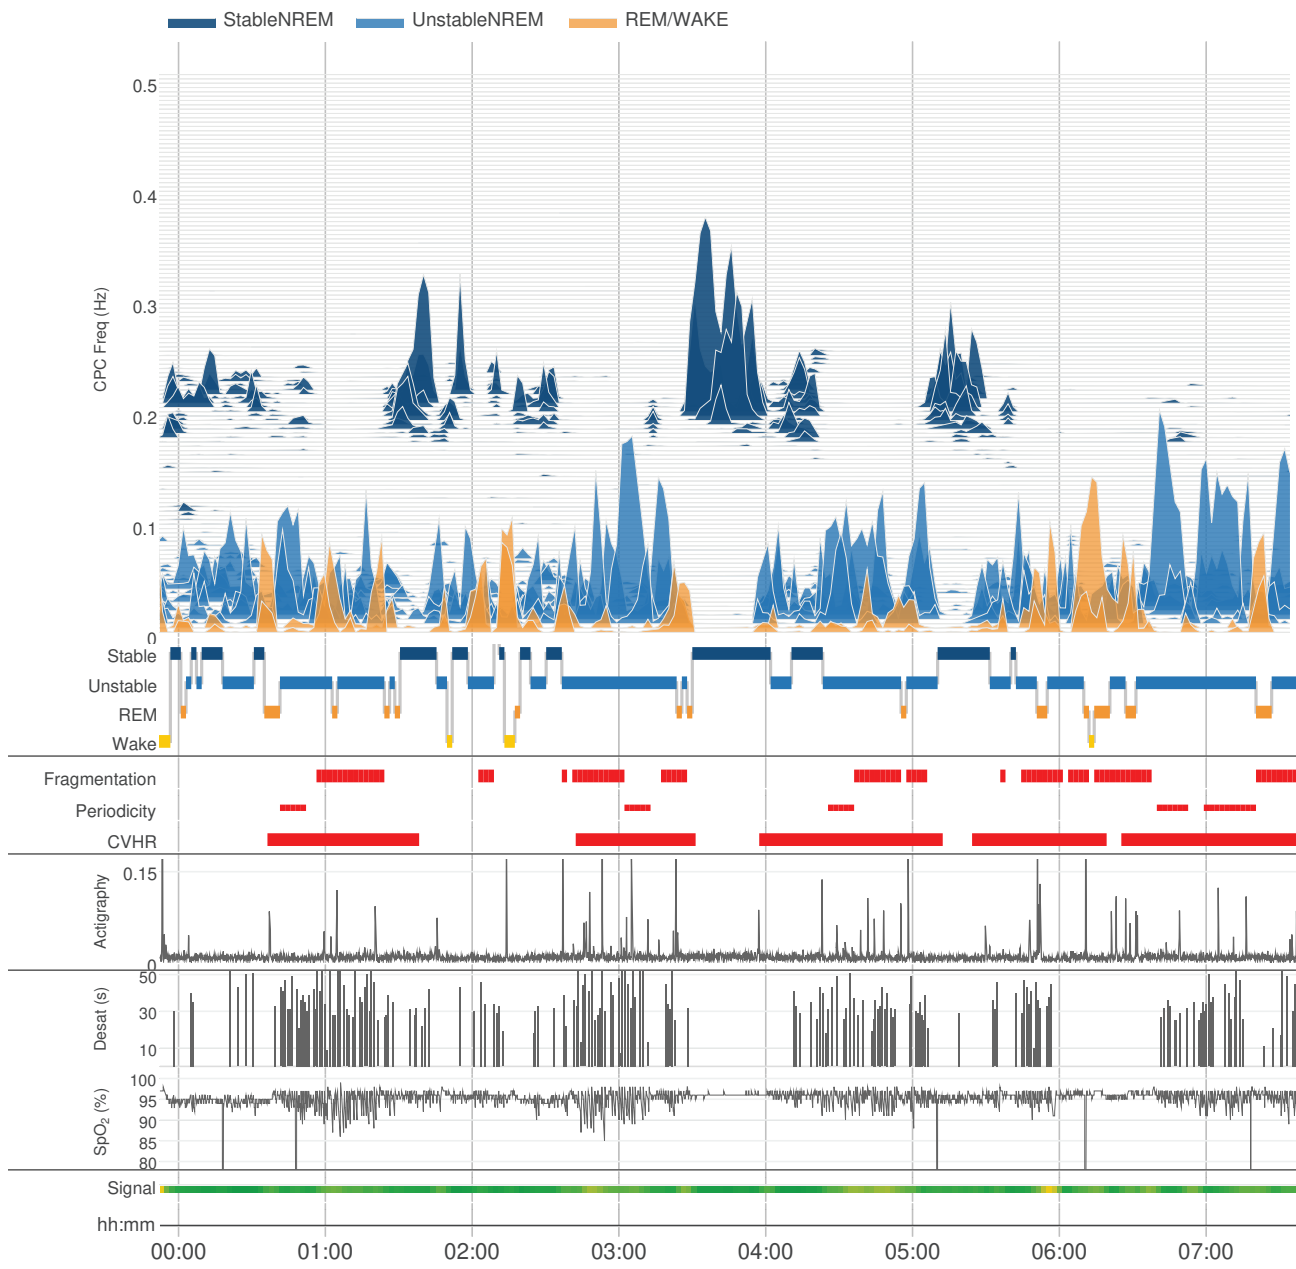 StableNREM UnstableNREM REM/WAKE
0.5
0.4
0.3
0.2
0.1
0
CPC Freq (Hz)
Stable
Unstable
REM
Wake
Fragmentation
Periodicity
CVHR
0.15
0
Actigraphy
50
30
10
Desat (s)
100
95
90
85
80
SpO₂ (%)
Signal
hh:mm
00:00 01:00 02:00 03:00 04:00 05:00 06:00 07:00